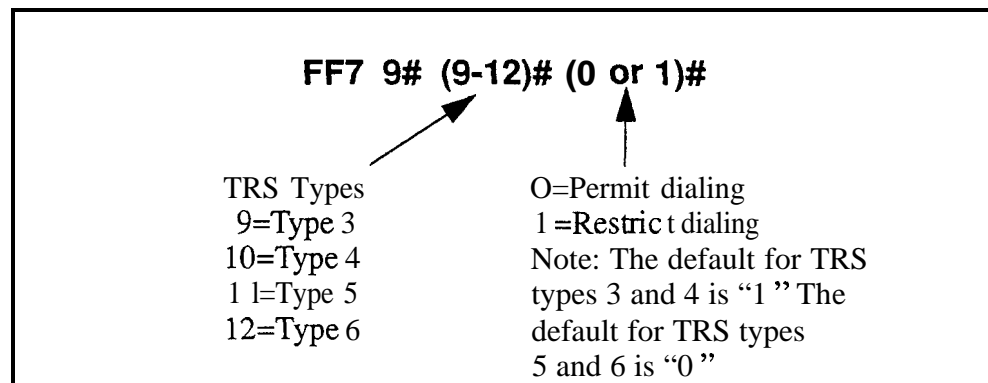 FF7 9# (9-12)# (0 or 1)#
TRS Types
9=Type 3
10=Type 4
1 l=Type 5
12=Type 6
O=Permit dialing
1 =Restric t dialing
Note: The default for TRS
types 3 and 4 is “1 ” The
default for TRS types
5 and 6 is “0 ”